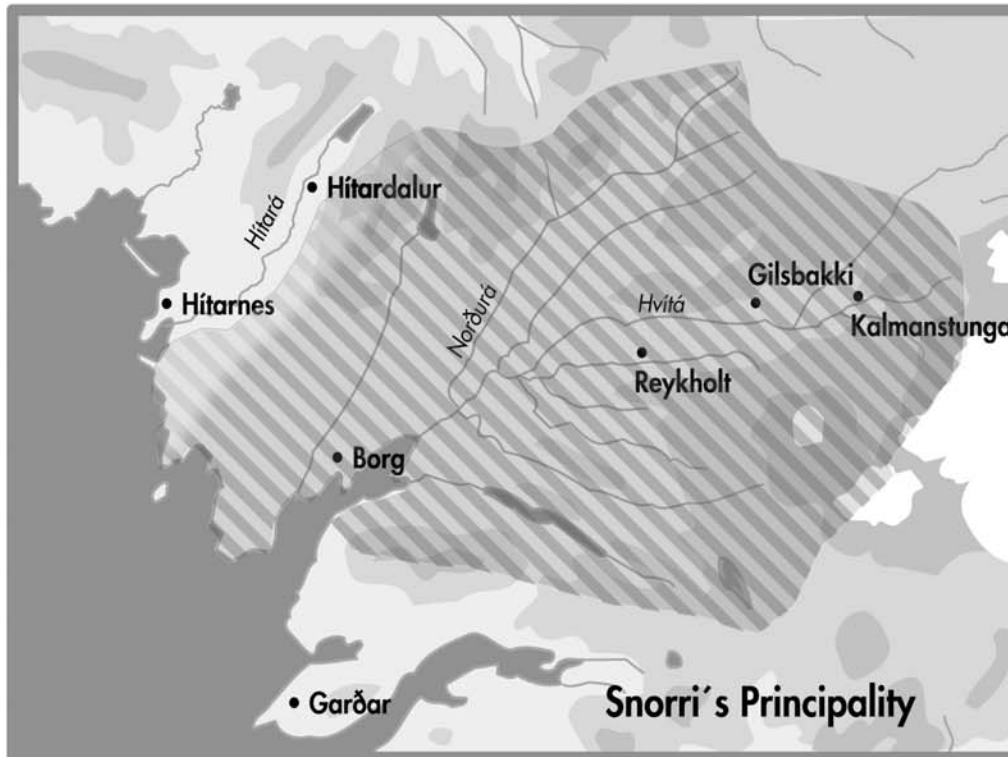 Hítardalur
Hítará
Hítarnes
Norðurá
Hvítá
Gilsbakki
Kalmanstunga
Reykholt
Borg
Garðar
Snorri´s Principality